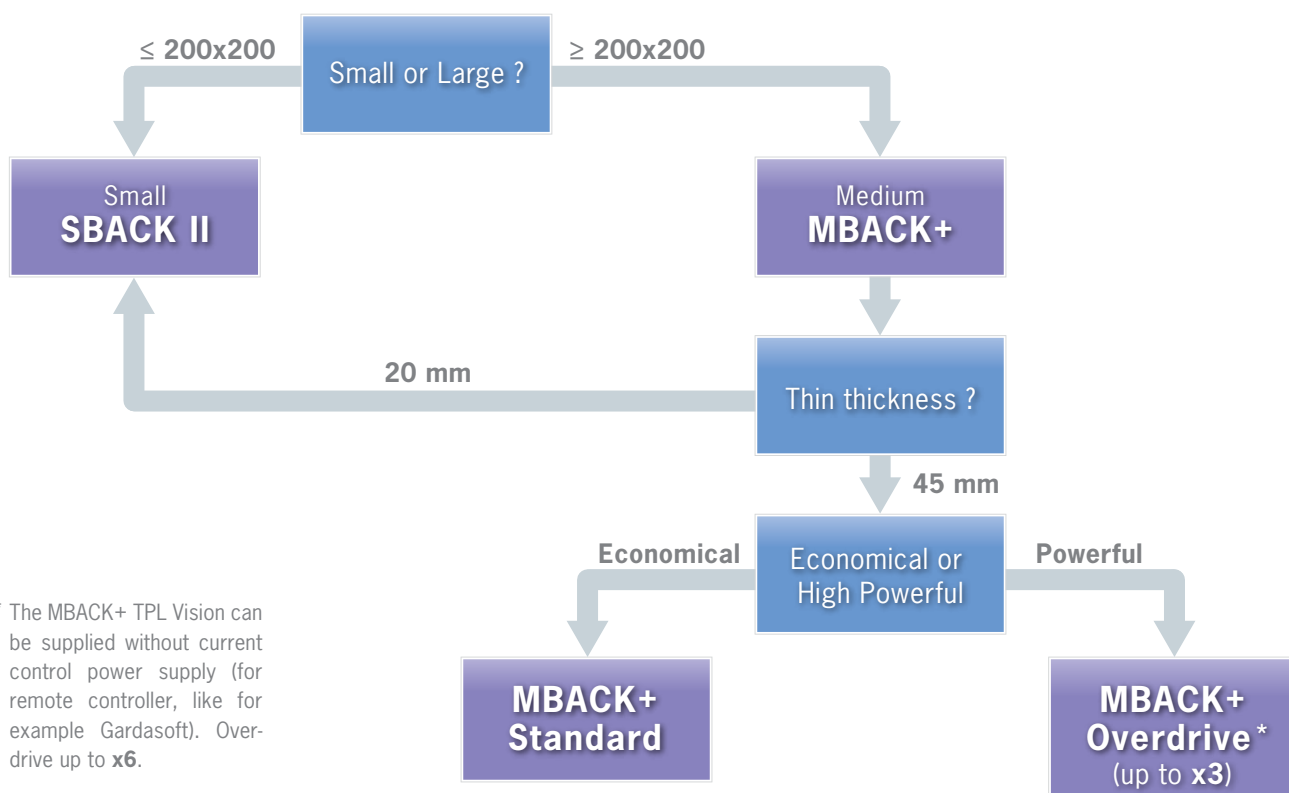 ≤ 200x200
Small or Large ?
≥ 200x200
Small
SBACK II
Medium
MBACK+
20 mm
Thin thickness ?
45 mm
Economical
Economical or
High Powerful
Powerful
* The MBACK+ TPL Vision can
be supplied without current
control power supply (for
remote controller, like for
example Gardasoft). Over-
drive up to x6.
MBACK+
Standard
MBACK+
Overdrive*
(up to x3)